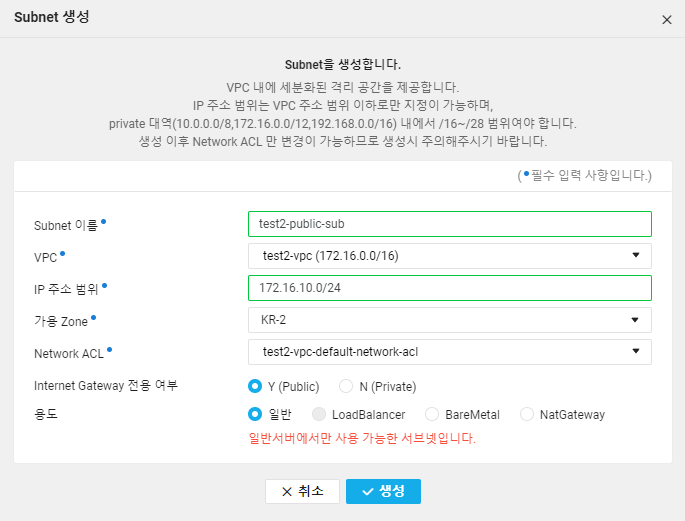 Subnet 생성
Subnet을 생성합니다.
VPC 내에 세분화된 격리 공간을 제공합니다.
IP 주소 범위는 VPC 주소 범위 이하로만 지정이 가능하며,
private 대역(10.0.0.0/8,172.16.0.0/12,192.168.0.0/16) 내에서 /16~/28 범위여야 합니다.
생성 이후 Network ACL 만 변경이 가능하므로 생성시 주의해주시기 바랍니다.
(•필수 입력 사항입니다.)
Subnet 이름• test2-public-sub
VPC• test2-vpc (172.16.0.0/16)
IP 주소 범위• 172.16.10.0/24
가용 Zone• KR-2
Network ACL• test2-vpc-default-network-acl
Internet Gateway 전용 여부 Y (Public) N (Private)
용도 일반 LoadBalancer BareMetal NatGateway
일반서버에서만 사용 가능한 서브넷입니다.
취소 생성